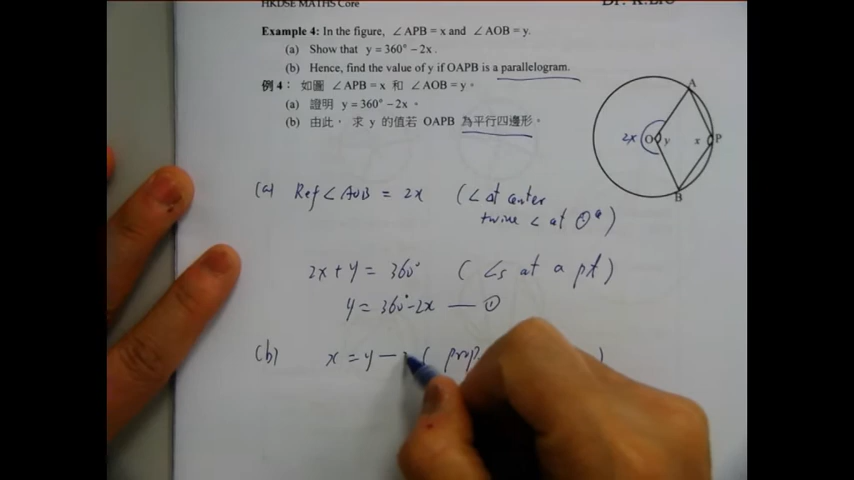 HKDSE MATHS Core
Example 4: In the figure, ∠APB = x and ∠AOB = y.
(a) Show that y = 360° − 2x.
(b) Hence, find the value of y if OAPB is a parallelogram.
例 4： 如圖 ∠APB = x 和 ∠AOB = y。
(a) 證明 y = 360° − 2x。
(b) 由此， 求 y 的值若 OAPB 為平行四邊形。
A
2x O y x P
B
(a) Ref ∠AOB = 2x (∠ at center
twice ∠ at ⊙ce)
2x + y = 360° (∠s at a pt)
y = 360° − 2x — ①
(b) x = y — ( prop )